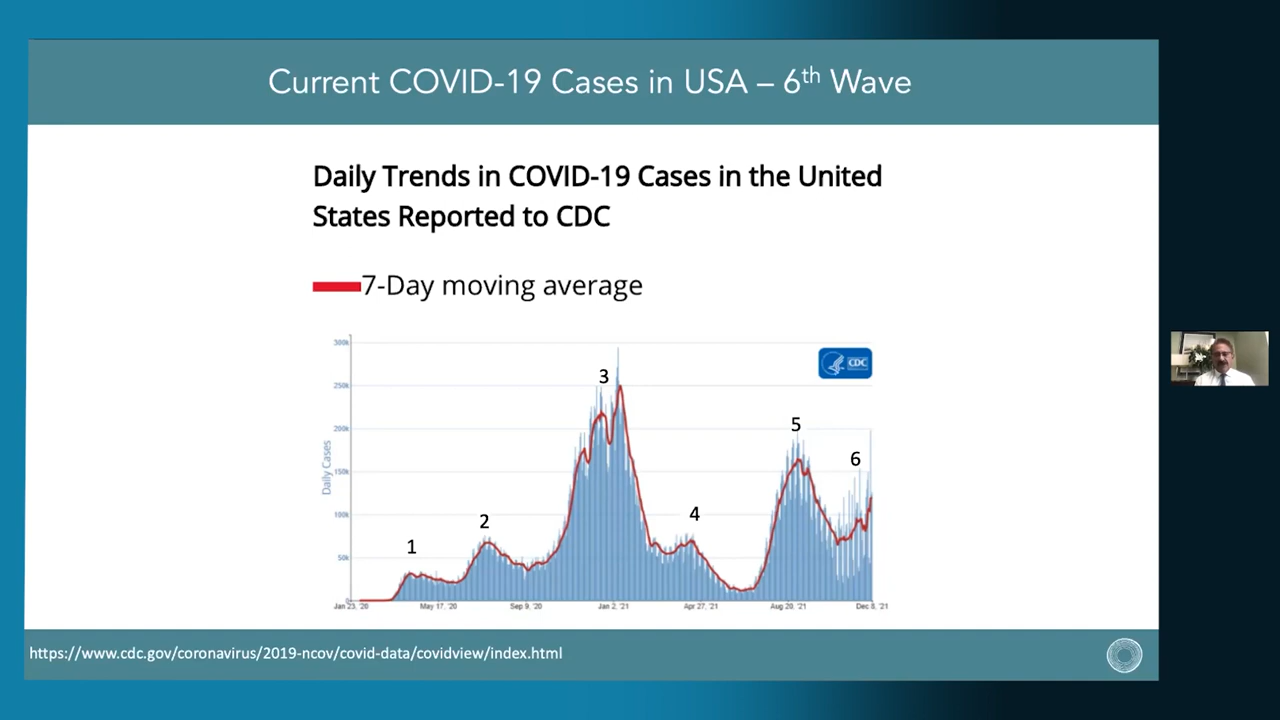 Current COVID-19 Cases in USA – 6th Wave
Daily Trends in COVID-19 Cases in the United
States Reported to CDC
7-Day moving average
300k
250k
200k
150k
100k
50k
0
Daily Cases
1
2
3
4
5
6
CDC
Jan 23, '20
May 17, '20
Sep 9, '20
Jan 2, '21
Apr 27, '21
Aug 20, '21
Dec 8, '21
https://www.cdc.gov/coronavirus/2019-ncov/covid-data/covidview/index.html